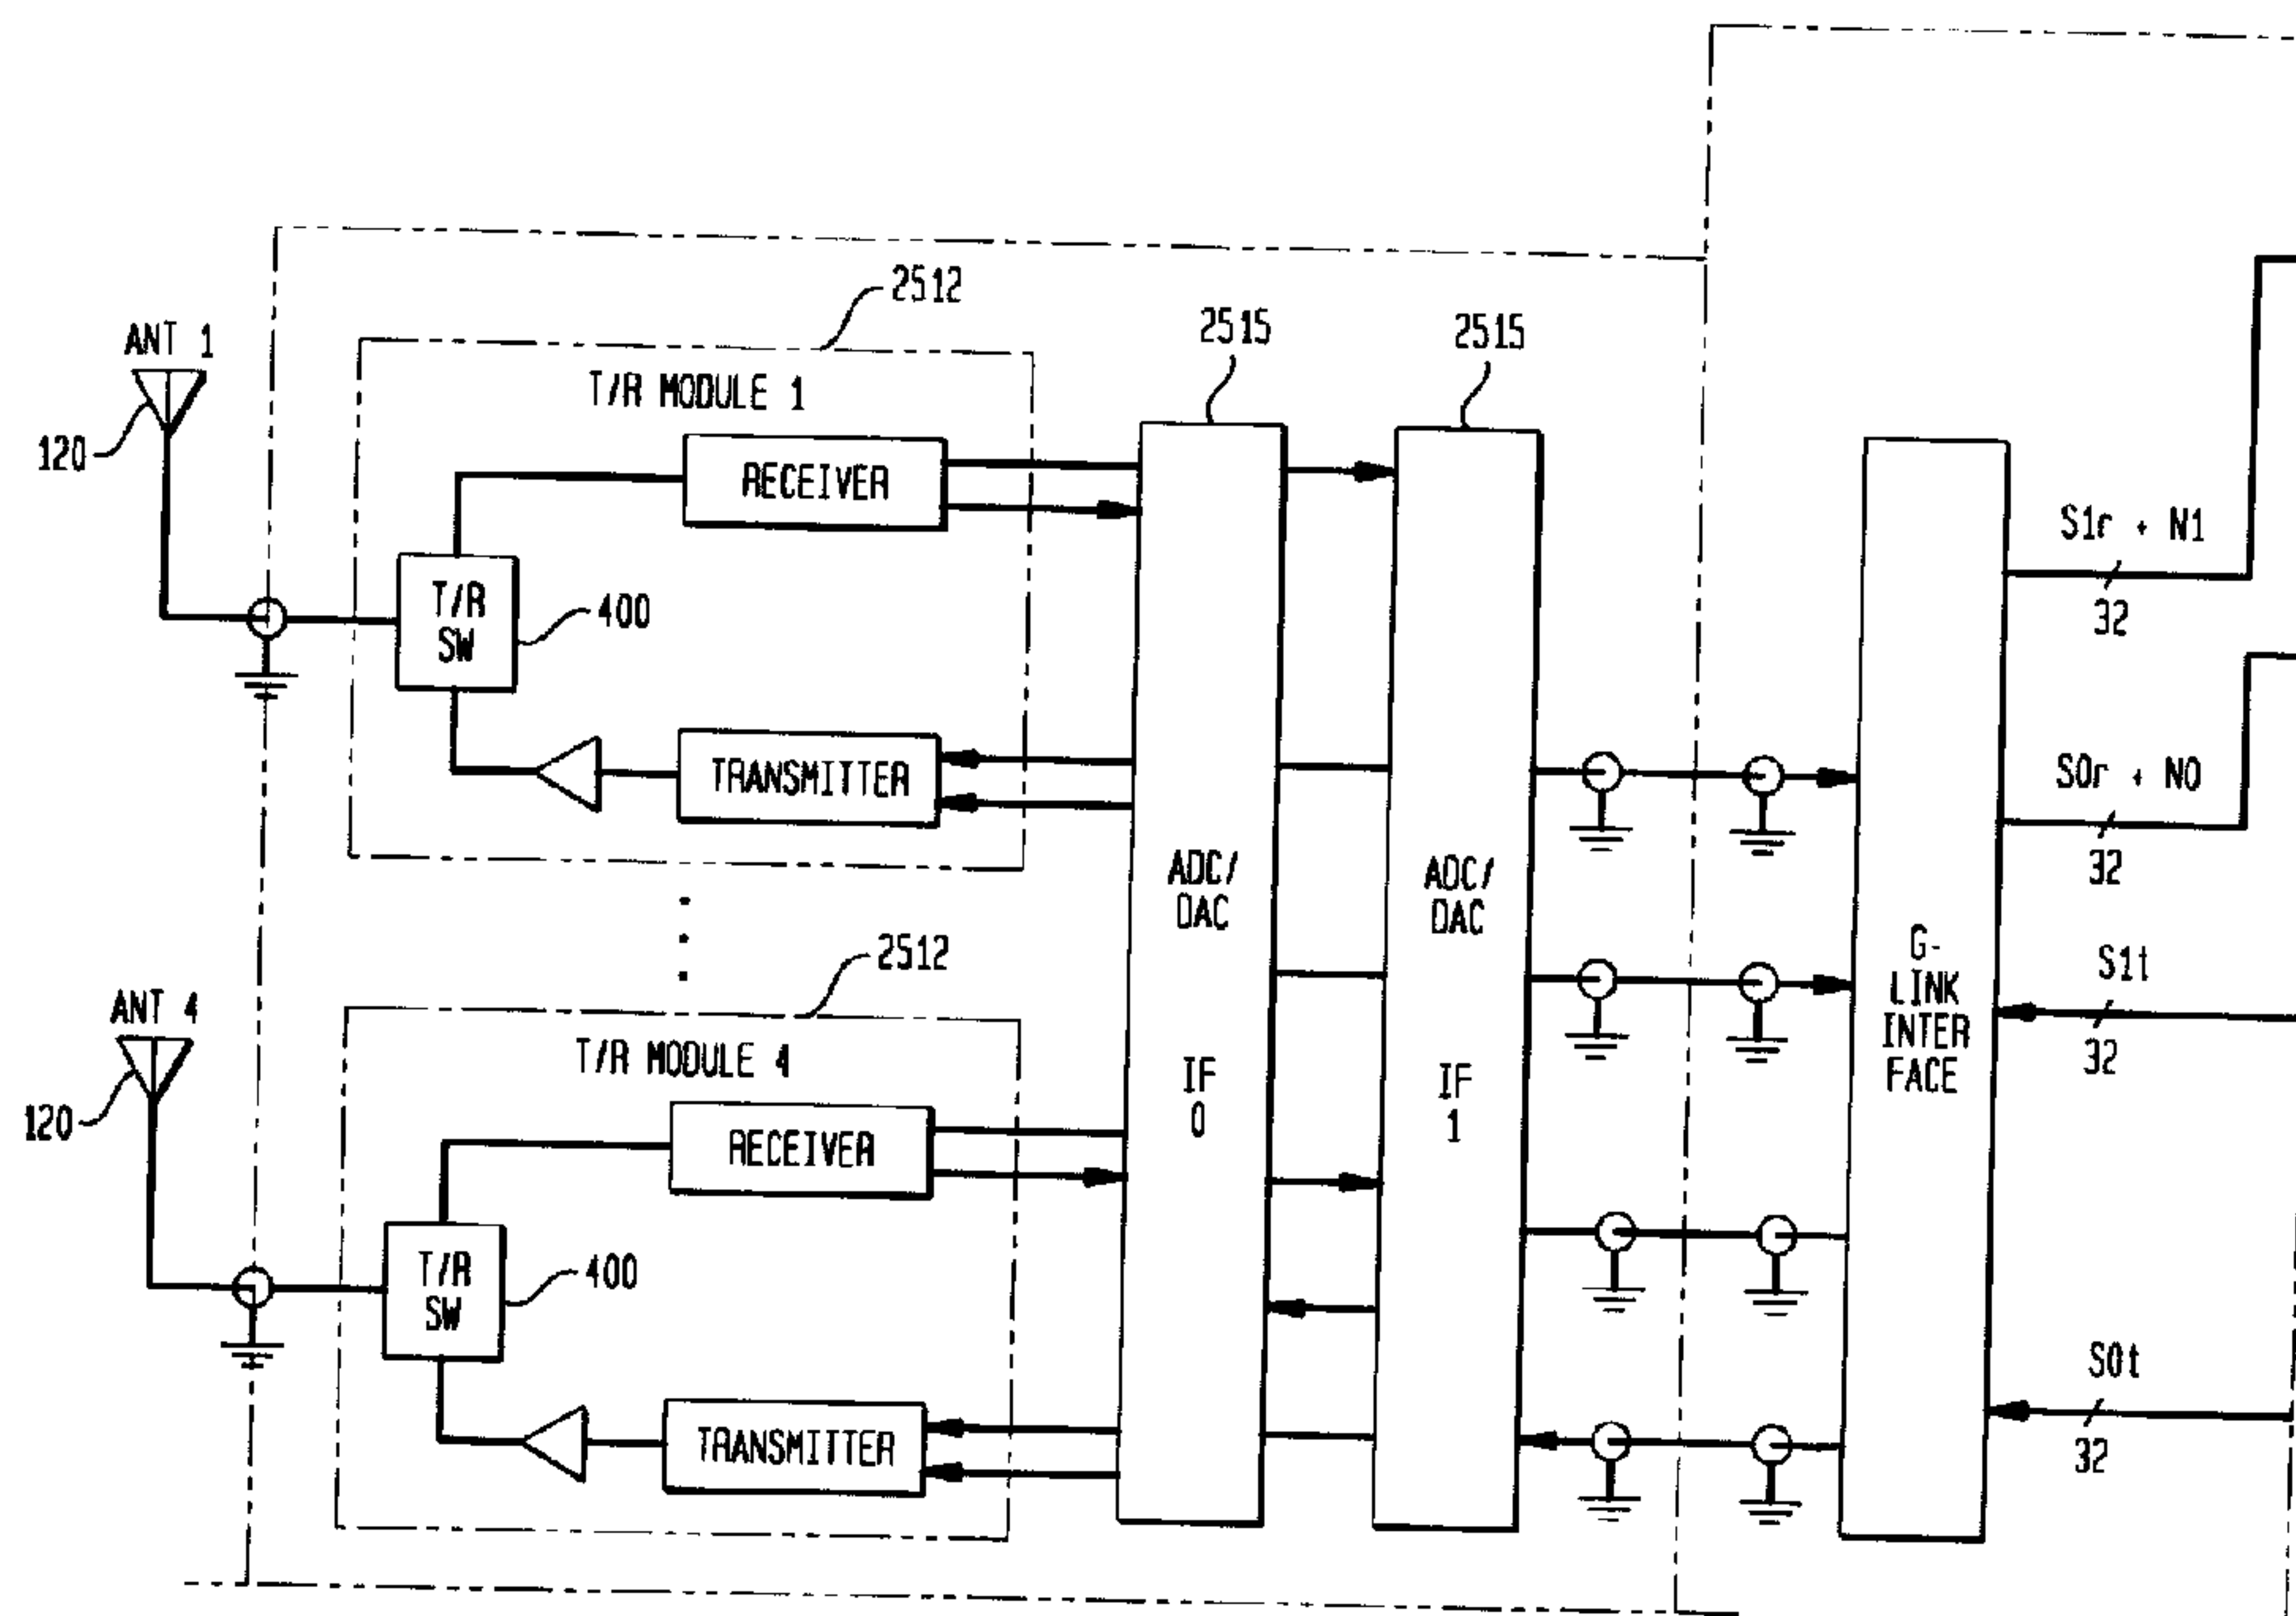 2512
2515
2515
ANT 1
120
T/R MODULE 1
RECEIVER
T/R
SW
400
TRANSMITTER
2512
ANT 4
120
T/R MODULE 4
RECEIVER
T/R
SW
400
TRANSMITTER
ADC/
DAC
IF
0
ADC/
DAC
IF
1
G-
LINK
INTER
FACE
S1r + N1
32
S0r + N0
32
S1t
32
S0t
32